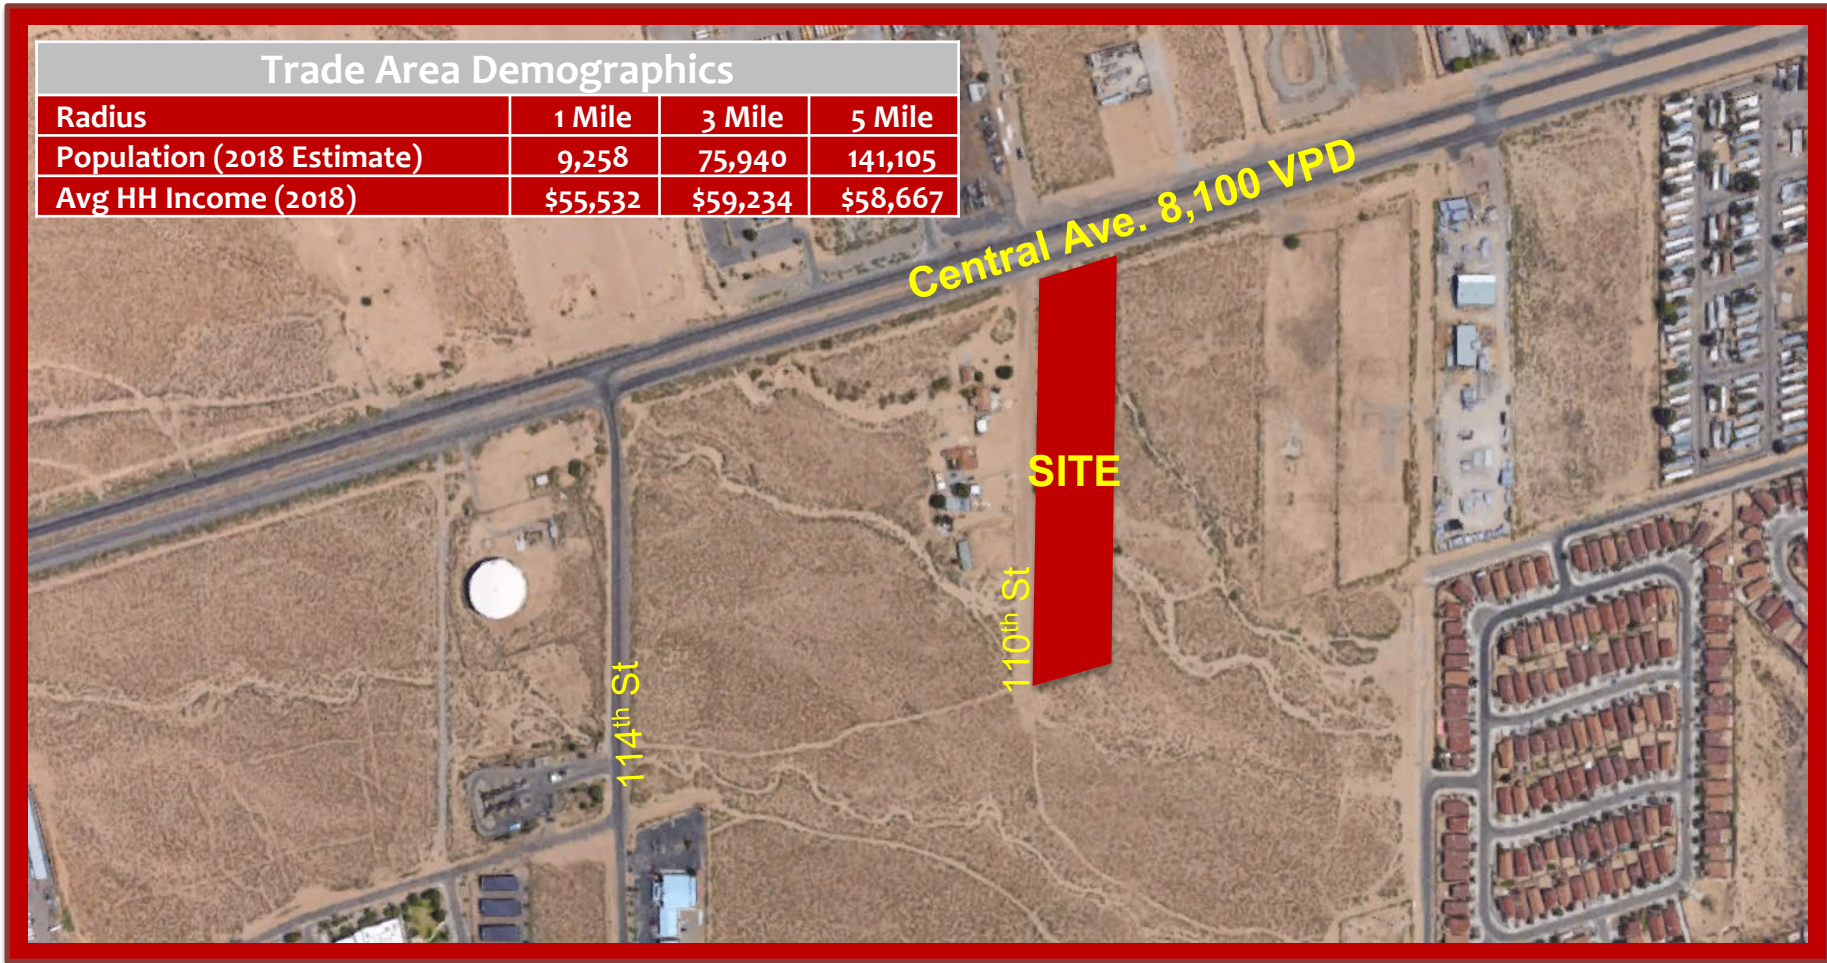 Trade Area Demographics
Radius 1 Mile 3 Mile 5 Mile
Population (2018 Estimate) 9,258 75,940 141,105
Avg HH Income (2018) $55,532 $59,234 $58,667
Central Ave. 8,100 VPD
SITE
110th St
114th St